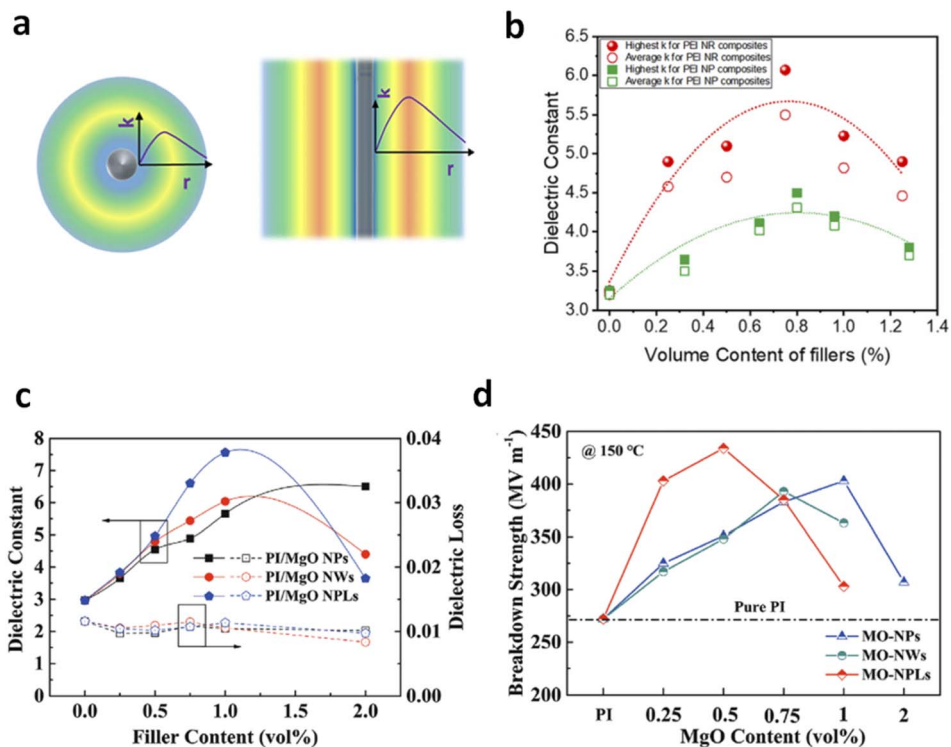 a
k
r
k
r
b
Highest k for PEI NR composites
Average k for PEI NR composites
Highest k for PEI NP composites
Average k for PEI NP composites
Dielectric Constant
6.5
6.0
5.5
5.0
4.5
4.0
3.5
3.0
0.0 0.2 0.4 0.6 0.8 1.0 1.2 1.4
Volume Content of fillers (%)
c
Dielectric Constant
8
7
6
5
4
3
2
1
0
PI/MgO NPs
PI/MgO NWs
PI/MgO NPLs
0.04
0.03
0.02
0.01
0.00
Dielectric Loss
0.0 0.5 1.0 1.5 2.0
Filler Content (vol%)
d
Breakdown Strength (MV m⁻¹)
450
400
350
300
250
200
@ 150 °C
Pure PI
MO-NPs
MO-NWs
MO-NPLs
PI 0.25 0.5 0.75 1 2
MgO Content (vol%)